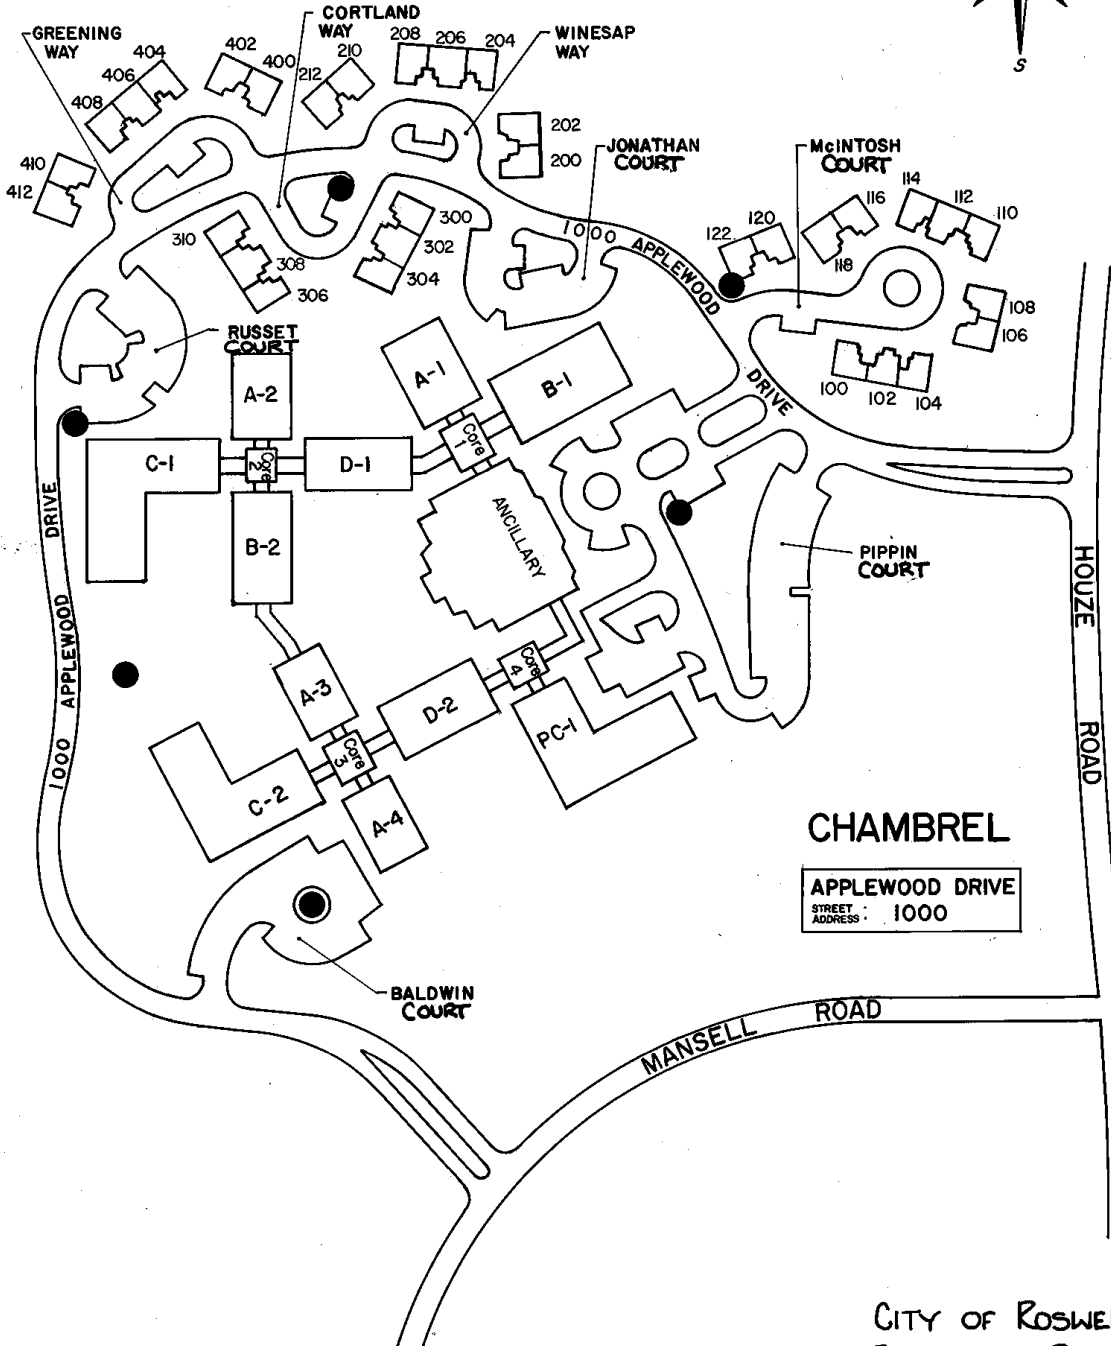 S
GREENING
WAY
CORTLAND
WAY
WINESAP
WAY
404
406
408
402
400
210
212
208 206 204
202
200
410
412
JONATHAN
COURT
McINTOSH
COURT
116
118
114
112
110
122
120
108
106
100
102
104
310
308
306
300
302
304
1000 APPLEWOOD DRIVE
RUSSET
COURT
A-2
A-1
B-1
C-1
Core
2
D-1
Core
1
B-2
ANCILLARY
PIPPIN
COURT
1000 APPLEWOOD DRIVE
HOUZE ROAD
A-3
D-2
Core
4
PC-1
Core
3
C-2
A-4
CHAMBREL
APPLEWOOD DRIVE
STREET
ADDRESS : 1000
BALDWIN
COURT
MANSELL ROAD
CITY OF ROSWE